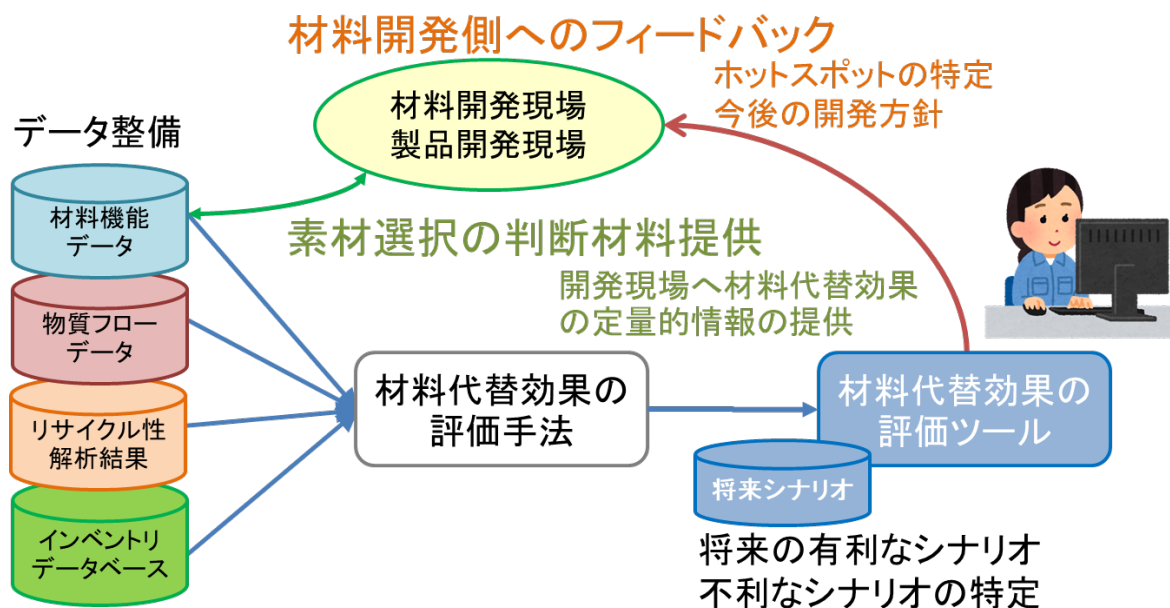 材料開発側へのフィードバック
ホットスポットの特定
今後の開発方針
材料開発現場
製品開発現場
データ整備
材料機能
データ
素材選択の判断材料提供
開発現場へ材料代替効果
の定量的情報の提供
物質フロー
データ
材料代替効果の
評価手法
材料代替効果の
評価ツール
リサイクル性
解析結果
将来シナリオ
インベントリ
データベース
将来の有利なシナリオ
不利なシナリオの特定